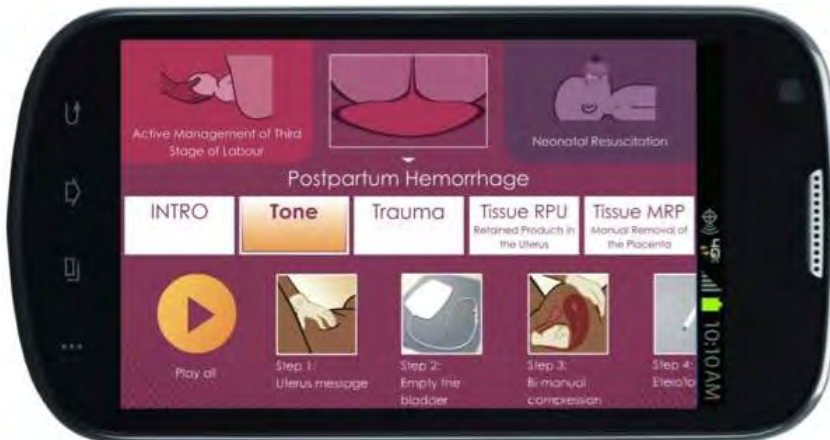 Active Management of Third
Stage of Labour
Neonatal Resuscitation
Postpartum Hemorrhage
INTRO
Tone
Trauma
Tissue RPU
Retained Products in
the Uterus
Tissue MRP
Manual Removal of
the Placenta
Play all
Step 1:
Uterus message
Step 2:
Empty the
bladder
Step 3:
Bi-manual
compression
Step 4:
4G
10:10 AM